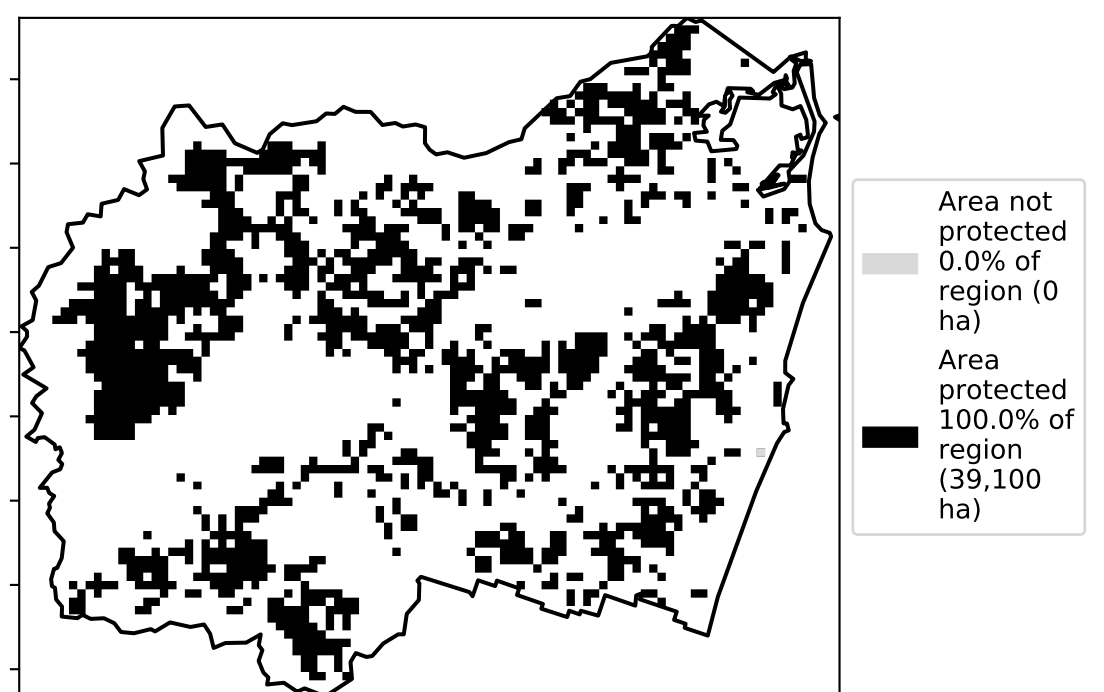 Area not
protected
0.0% of
region (0
ha)
Area
protected
100.0% of
region
(39,100
ha)